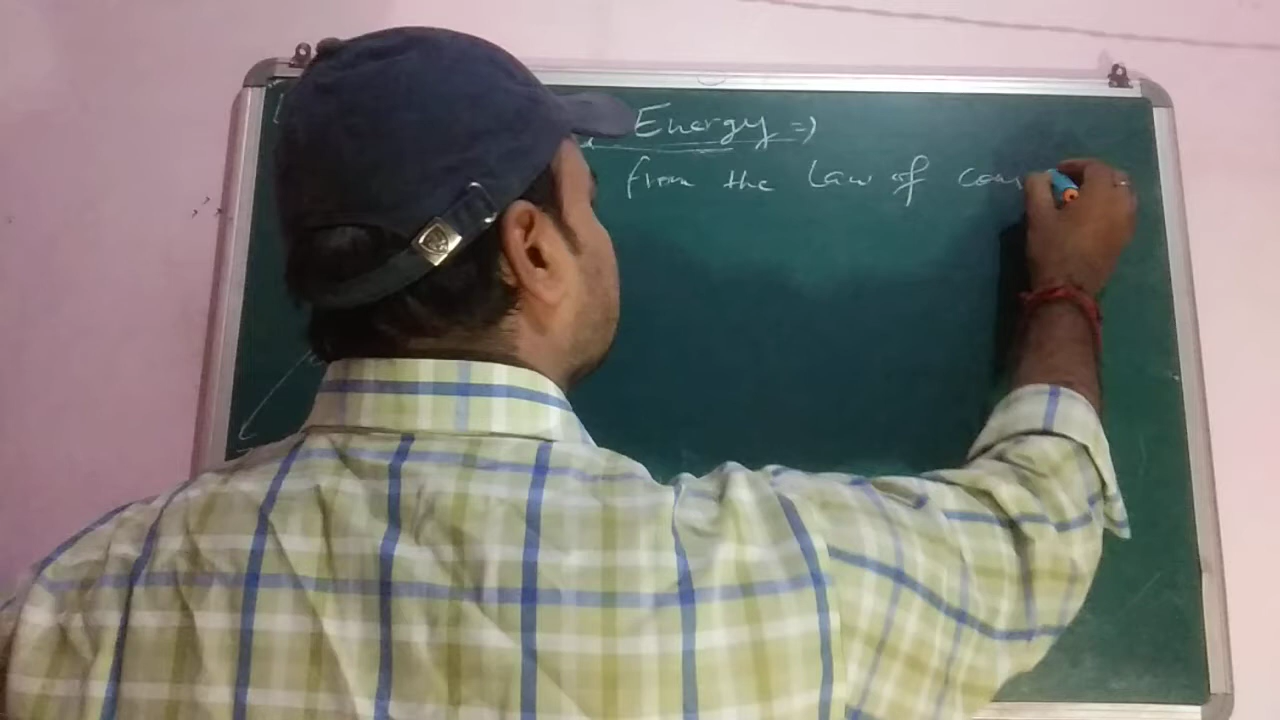 Energy =>
from the law of